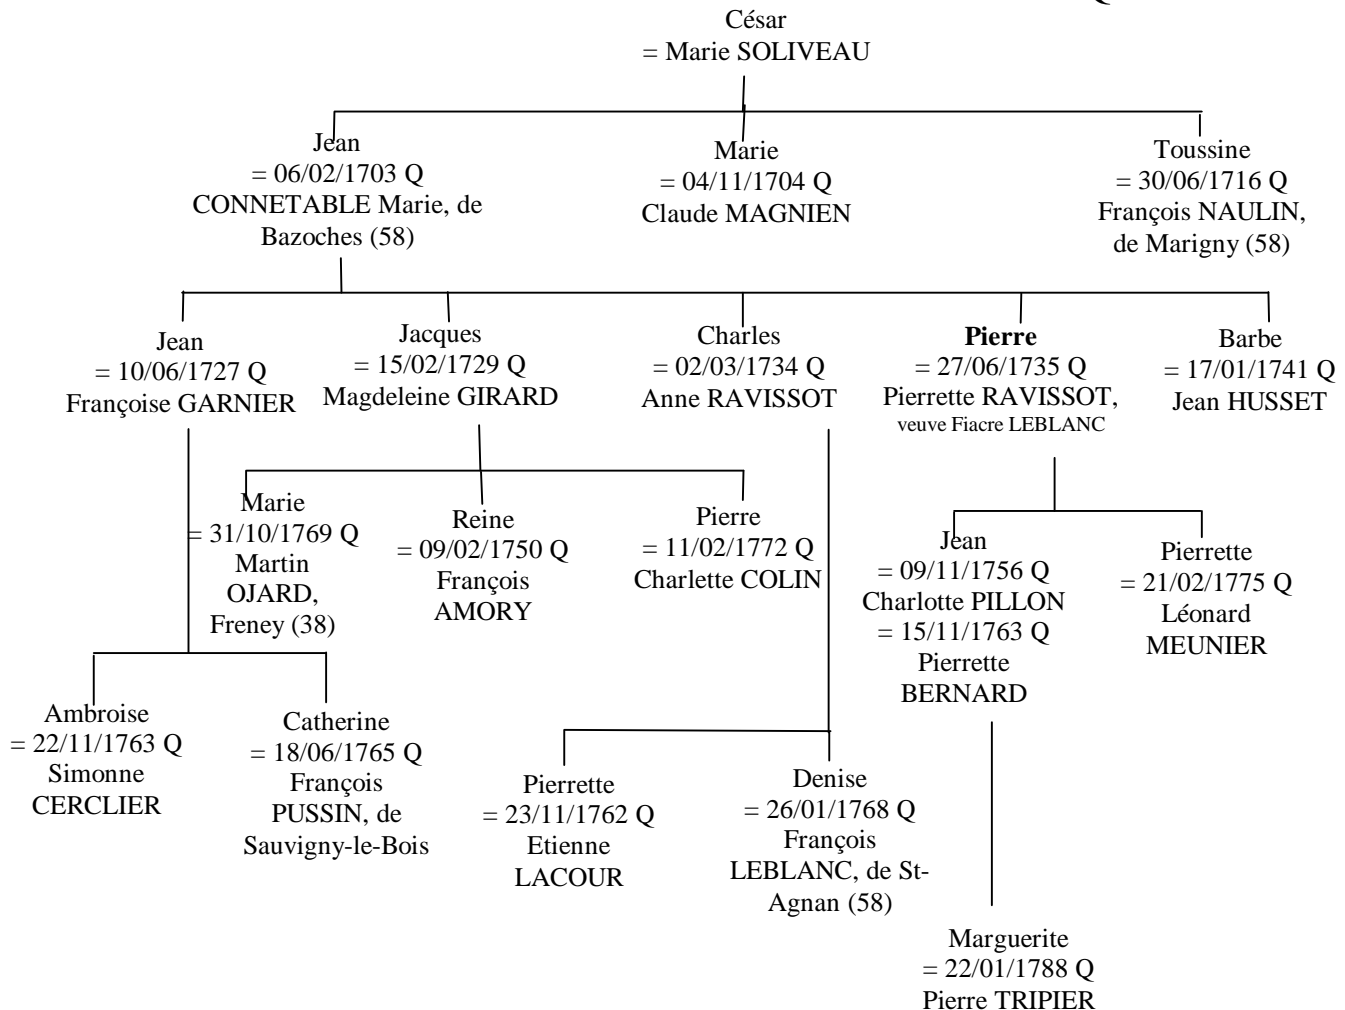 Q
César
= Marie SOLIVEAU
Jean
= 06/02/1703 Q
CONNETABLE Marie, de
Bazoches (58)
Marie
= 04/11/1704 Q
Claude MAGNIEN
Toussine
= 30/06/1716 Q
François NAULIN,
de Marigny (58)
Jean
= 10/06/1727 Q
Françoise GARNIER
Jacques
= 15/02/1729 Q
Magdeleine GIRARD
Charles
= 02/03/1734 Q
Anne RAVISSOT
Pierre
= 27/06/1735 Q
Pierrette RAVISSOT,
veuve Fiacre LEBLANC
Barbe
= 17/01/1741 Q
Jean HUSSET
Marie
= 31/10/1769 Q
Martin
OJARD,
Freney (38)
Reine
= 09/02/1750 Q
François
AMORY
Pierre
= 11/02/1772 Q
Charlette COLIN
Jean
= 09/11/1756 Q
Charlotte PILLON
= 15/11/1763 Q
Pierrette
BERNARD
Pierrette
= 21/02/1775 Q
Léonard
MEUNIER
Ambroise
= 22/11/1763 Q
Simonne
CERCLIER
Catherine
= 18/06/1765 Q
François
PUSSIN, de
Sauvigny-le-Bois
Pierrette
= 23/11/1762 Q
Etienne
LACOUR
Denise
= 26/01/1768 Q
François
LEBLANC, de St-
Agnan (58)
Marguerite
= 22/01/1788 Q
Pierre TRIPIER